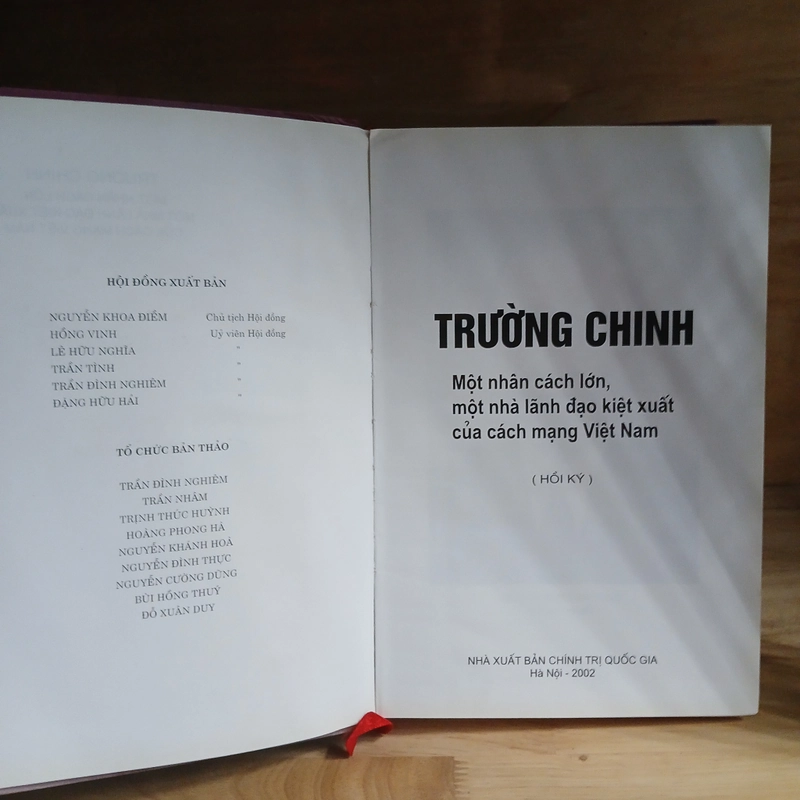 HỘI ĐỒNG XUẤT BẢN
NGUYỄN KHOA ĐIỀM Chủ tịch Hội đồng
HỒNG VINH Uỷ viên Hội đồng
LÊ HỮU NGHĨA "
TRẦN TÌNH "
TRẦN ĐÌNH NGHIÊM "
ĐẶNG HỮU HẢI "
TỔ CHỨC BẢN THẢO
TRẦN ĐÌNH NGHIÊM
TRẦN NHÂM
TRỊNH THÚC HUỲNH
HOÀNG PHONG HÀ
NGUYỄN KHÁNH HOÀ
NGUYỄN ĐÌNH THỰC
NGUYỄN CƯỜNG DŨNG
BÙI HỒNG THUÝ
ĐỖ XUÂN DUY
TRƯỜNG CHINH
Một nhân cách lớn,
một nhà lãnh đạo kiệt xuất
của cách mạng Việt Nam
( HỒI KÝ )
NHÀ XUẤT BẢN CHÍNH TRỊ QUỐC GIA
Hà Nội - 2002